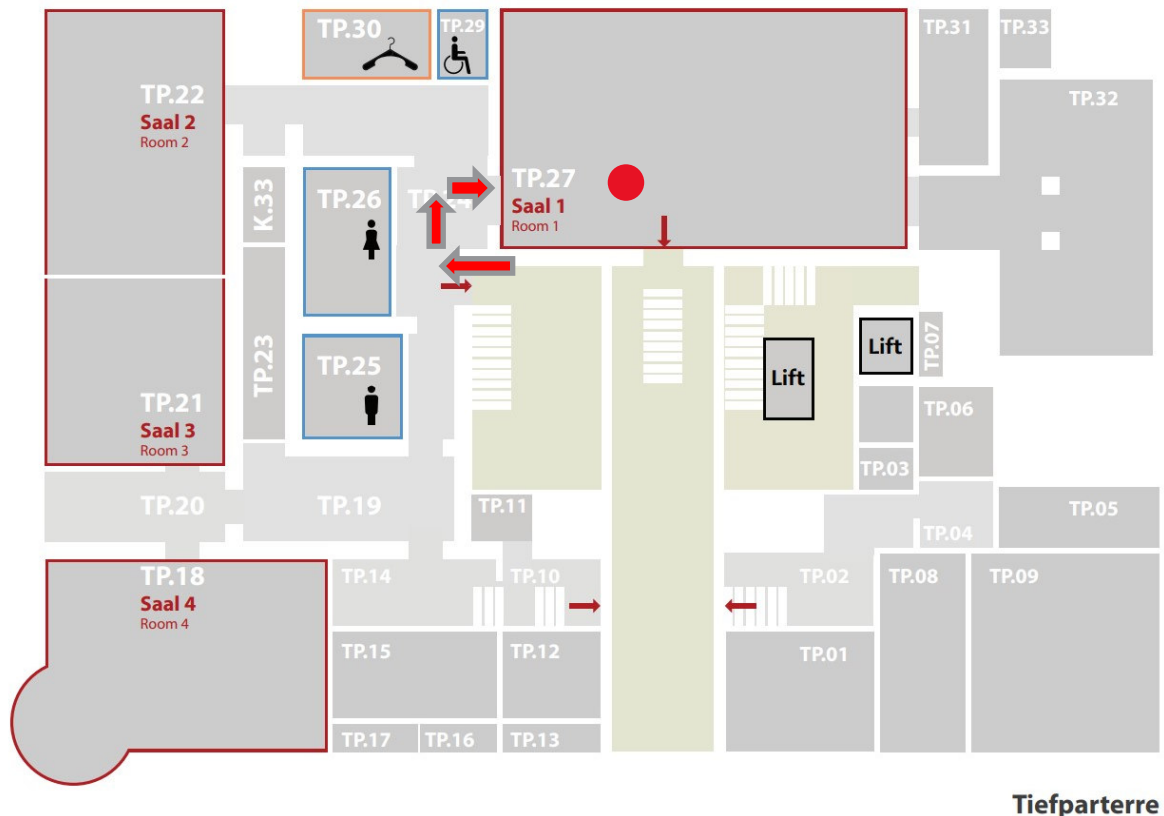 TP.30
TP.29
TP.31
TP.33
TP.22
Saal 2
Room 2
TP.32
K.33
TP.26
TP.24
TP.27
Saal 1
Room 1
TP.23
TP.25
Lift
Lift
TP.07
TP.21
Saal 3
Room 3
TP.06
TP.03
TP.20
TP.19
TP.11
TP.05
TP.04
TP.18
Saal 4
Room 4
TP.14
TP.10
TP.02
TP.08
TP.09
TP.15
TP.12
TP.01
TP.17
TP.16
TP.13
Tiefparterre